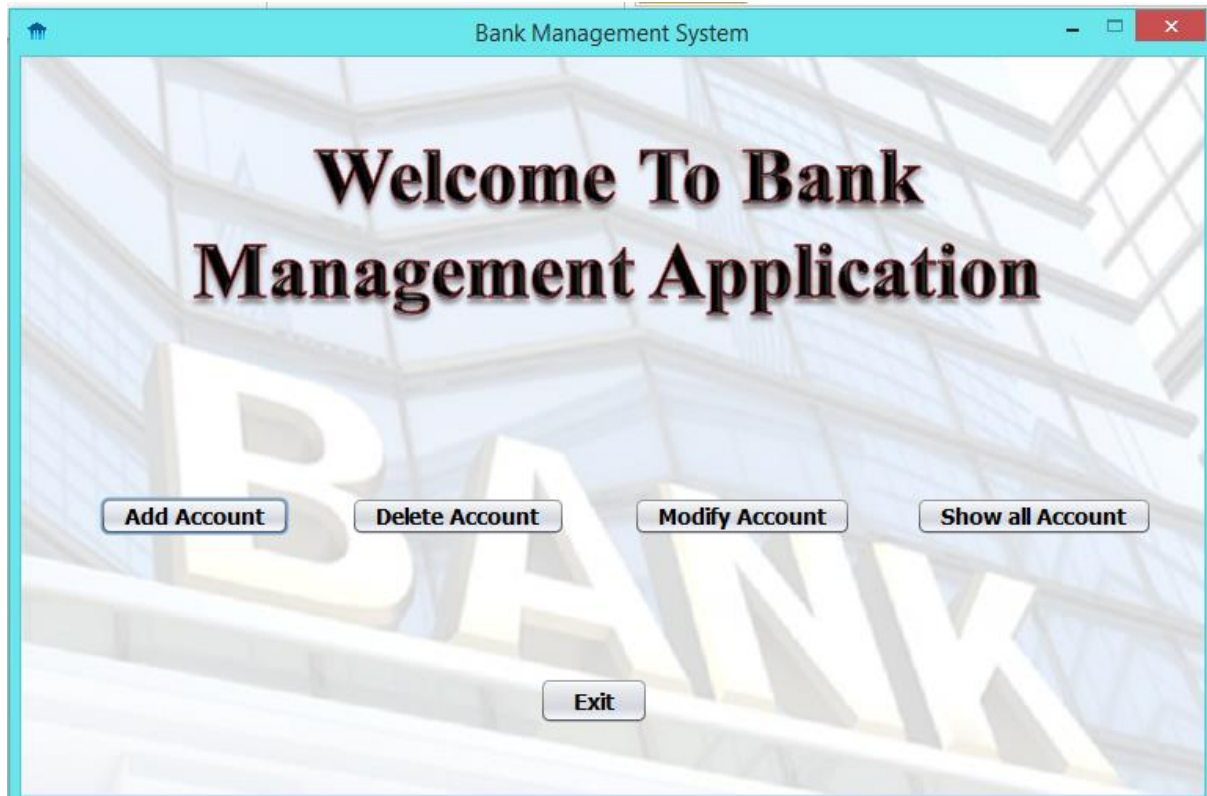 Bank Management System
Welcome To Bank
Management Application
BANK
Add Account
Delete Account
Modify Account
Show all Account
Exit